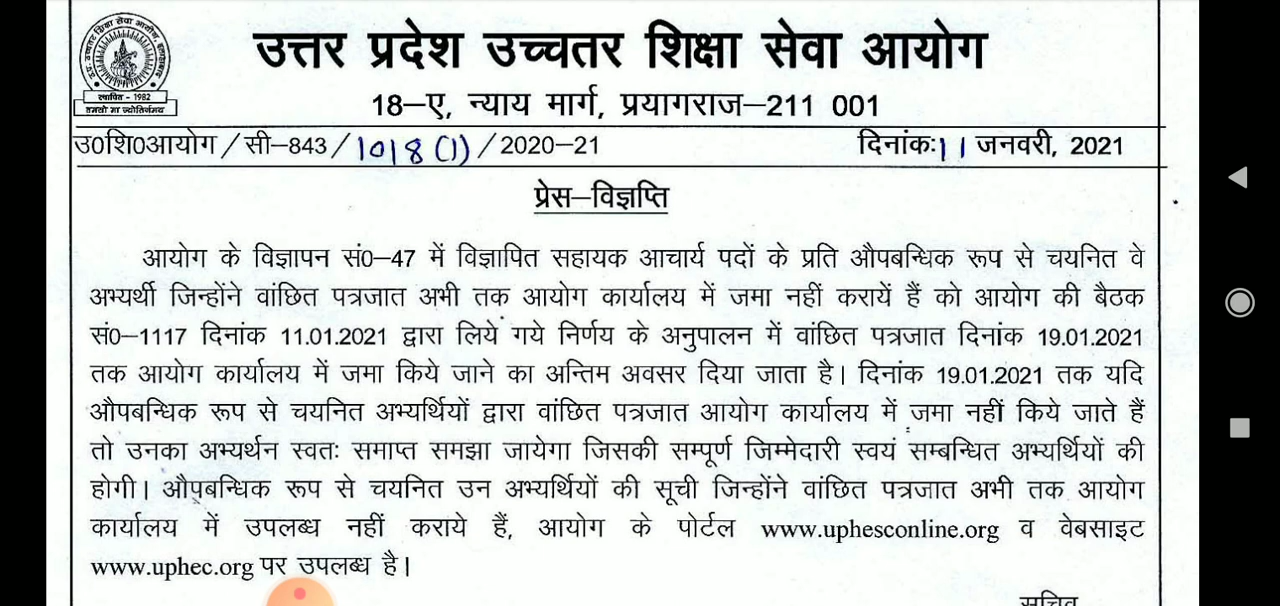 उत्तर प्रदेश उच्चतर शिक्षा सेवा आयोग
स्थापित - 1982
तमसो मा ज्योतिर्गमय
18–ए, न्याय मार्ग, प्रयागराज–211 001
उ0शि0आयोग / सी–843 / 1018 (1) / 2020–21 दिनांकः 11 जनवरी, 2021
प्रेस–विज्ञप्ति
आयोग के विज्ञापन सं0–47 में विज्ञापित सहायक आचार्य पदों के प्रति औपबन्धिक रूप से चयनित वे
अभ्यर्थी जिन्होंने वांछित पत्रजात अभी तक आयोग कार्यालय में जमा नहीं करायें हैं को आयोग की बैठक
सं0–1117 दिनांक 11.01.2021 द्वारा लिये गये निर्णय के अनुपालन में वांछित पत्रजात दिनांक 19.01.2021
तक आयोग कार्यालय में जमा किये जाने का अन्तिम अवसर दिया जाता है। दिनांक 19.01.2021 तक यदि
औपबन्धिक रूप से चयनित अभ्यर्थियों द्वारा वांछित पत्रजात आयोग कार्यालय में जमा नहीं किये जाते हैं
तो उनका अभ्यर्थन स्वतः समाप्त समझा जायेगा जिसकी सम्पूर्ण जिम्मेदारी स्वयं सम्बन्धित अभ्यर्थियों की
होगी। औपबन्धिक रूप से चयनित उन अभ्यर्थियों की सूची जिन्होंने वांछित पत्रजात अभी तक आयोग
कार्यालय में उपलब्ध नहीं कराये हैं, आयोग के पोर्टल www.uphesconline.org व वेबसाइट
www.uphec.org पर उपलब्ध है।
सचिव